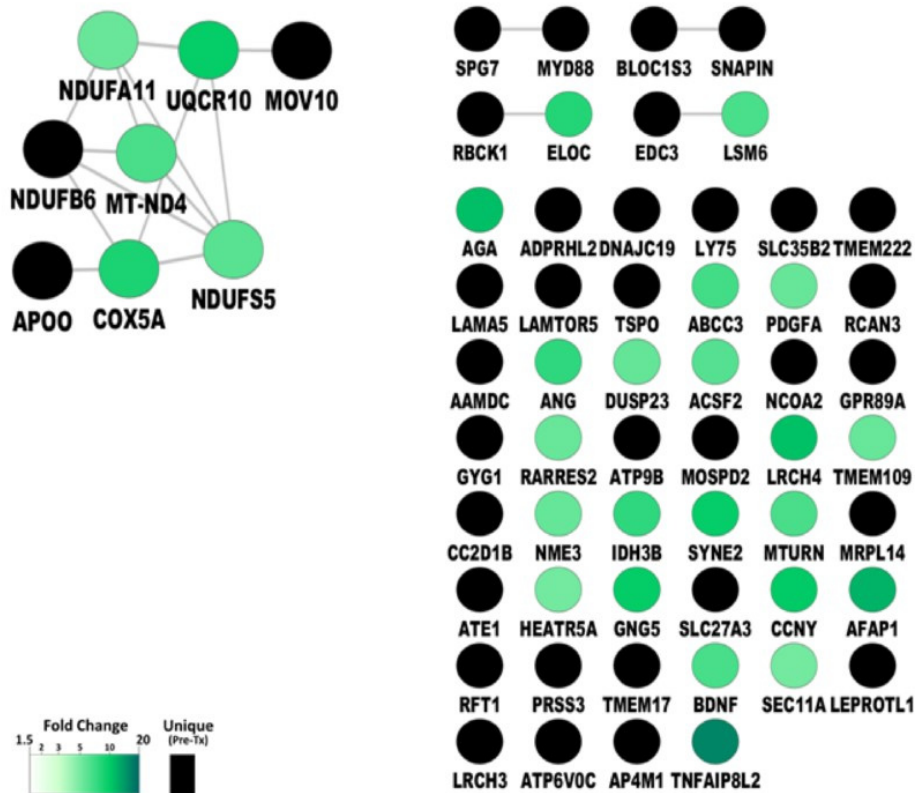 NDUFA11 UQCR10 MOV10
NDUFB6 MT-ND4
NDUFS5
APOO COX5A
SPG7 MYD88 BLOC1S3 SNAPIN
RBCK1 ELOC EDC3 LSM6
AGA ADPRHL2 DNAJC19 LY75 SLC35B2 TMEM222
LAMA5 LAMTOR5 TSPO ABCC3 PDGFA RCAN3
AAMDC ANG DUSP23 ACSF2 NCOA2 GPR89A
GYG1 RARRES2 ATP9B MOSPD2 LRCH4 TMEM109
CC2D1B NME3 IDH3B SYNE2 MTURN MRPL14
ATE1 HEATR5A GNG5 SLC27A3 CCNY AFAP1
RFT1 PRSS3 TMEM17 BDNF SEC11A LEPROTL1
LRCH3 ATP6V0C AP4M1 TNFAIP8L2
Fold Change Unique
1.5 2 3 5 10 20 (Pre-Tx)